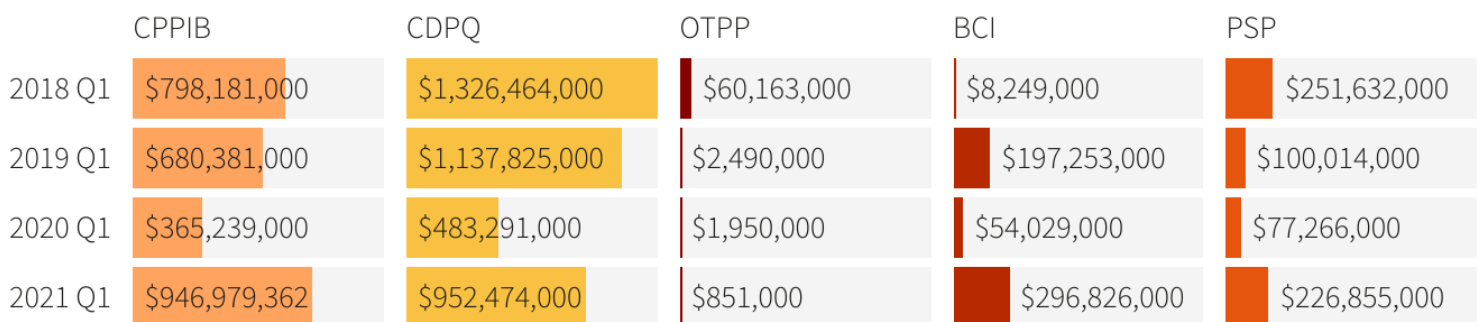 CPPIB CDPQ OTPP BCI PSP
2018 Q1 $798,181,000 $1,326,464,000 $60,163,000 $8,249,000 $251,632,000
2019 Q1 $680,381,000 $1,137,825,000 $2,490,000 $197,253,000 $100,014,000
2020 Q1 $365,239,000 $483,291,000 $1,950,000 $54,029,000 $77,266,000
2021 Q1 $946,979,362 $952,474,000 $851,000 $296,826,000 $226,855,000